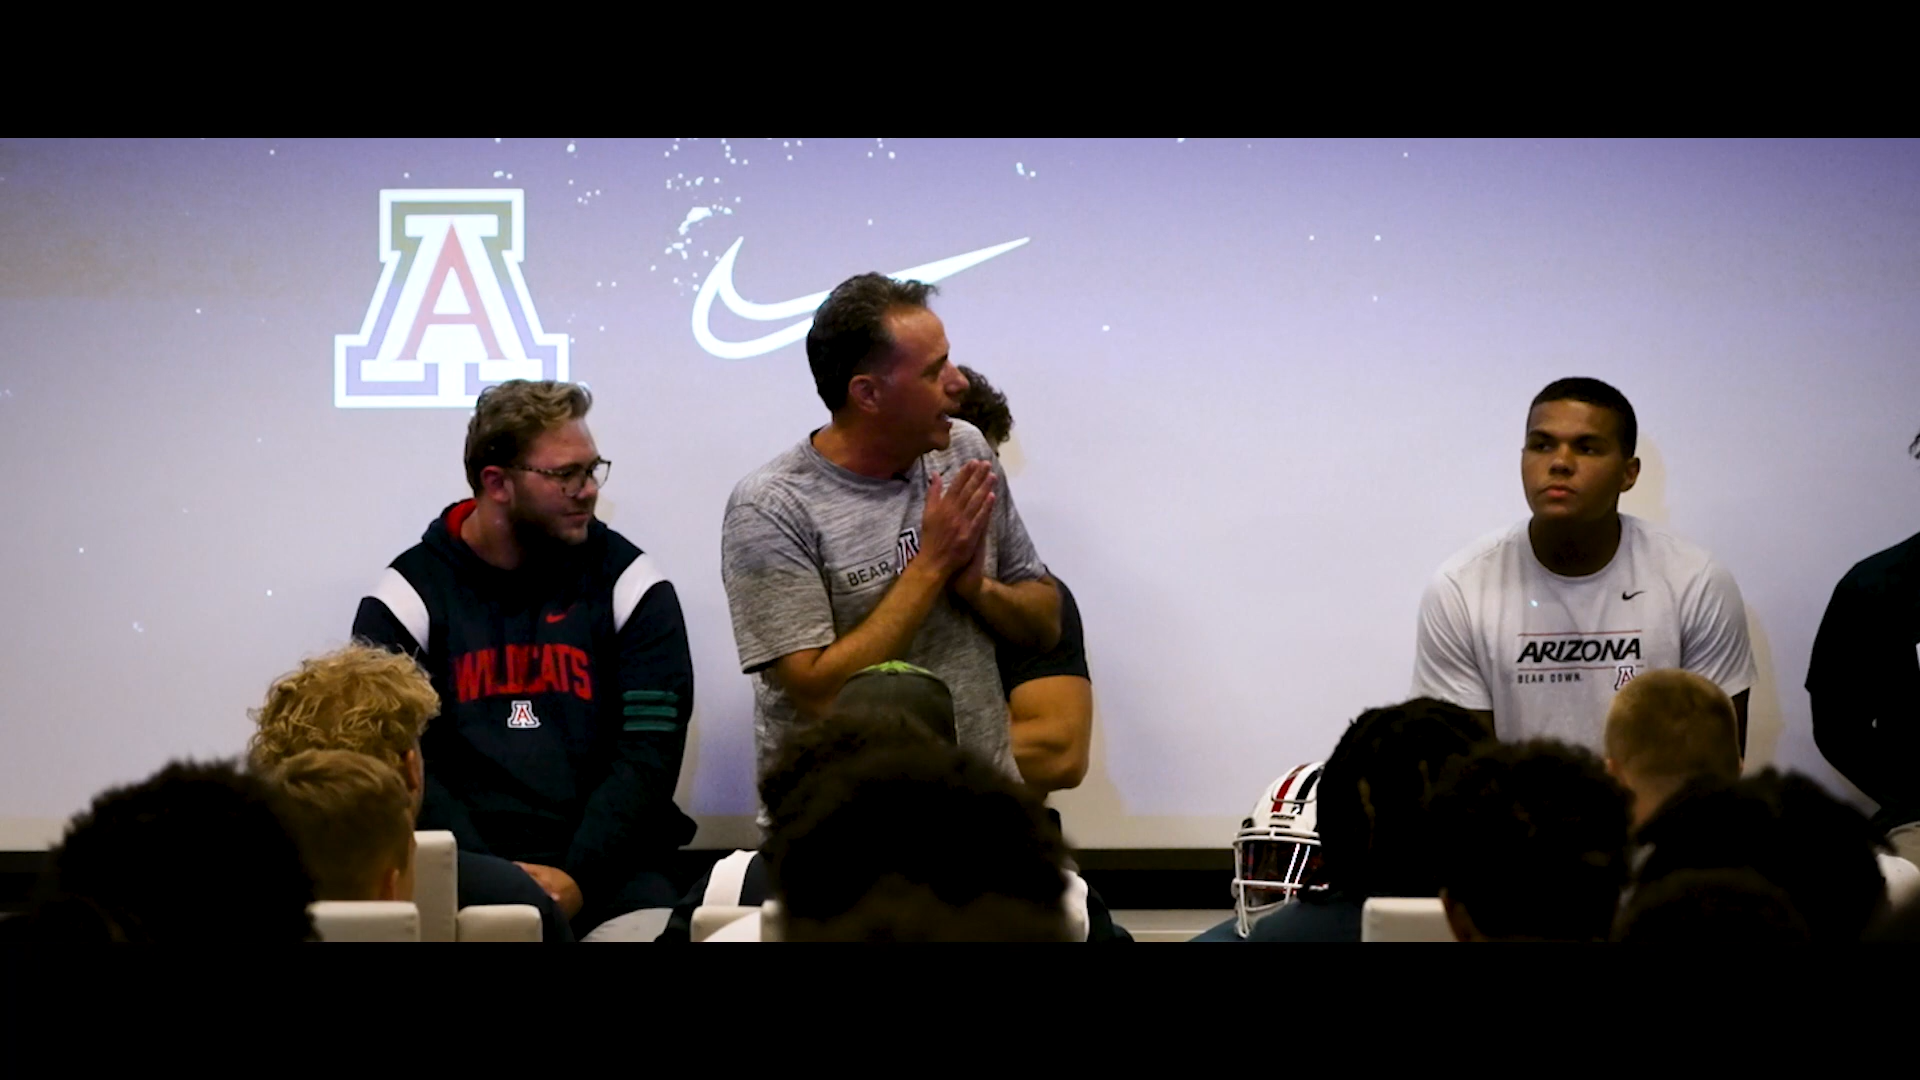 A
BEAR
A
WILDCATS
A
ARIZONA
BEAR DOWN.
A